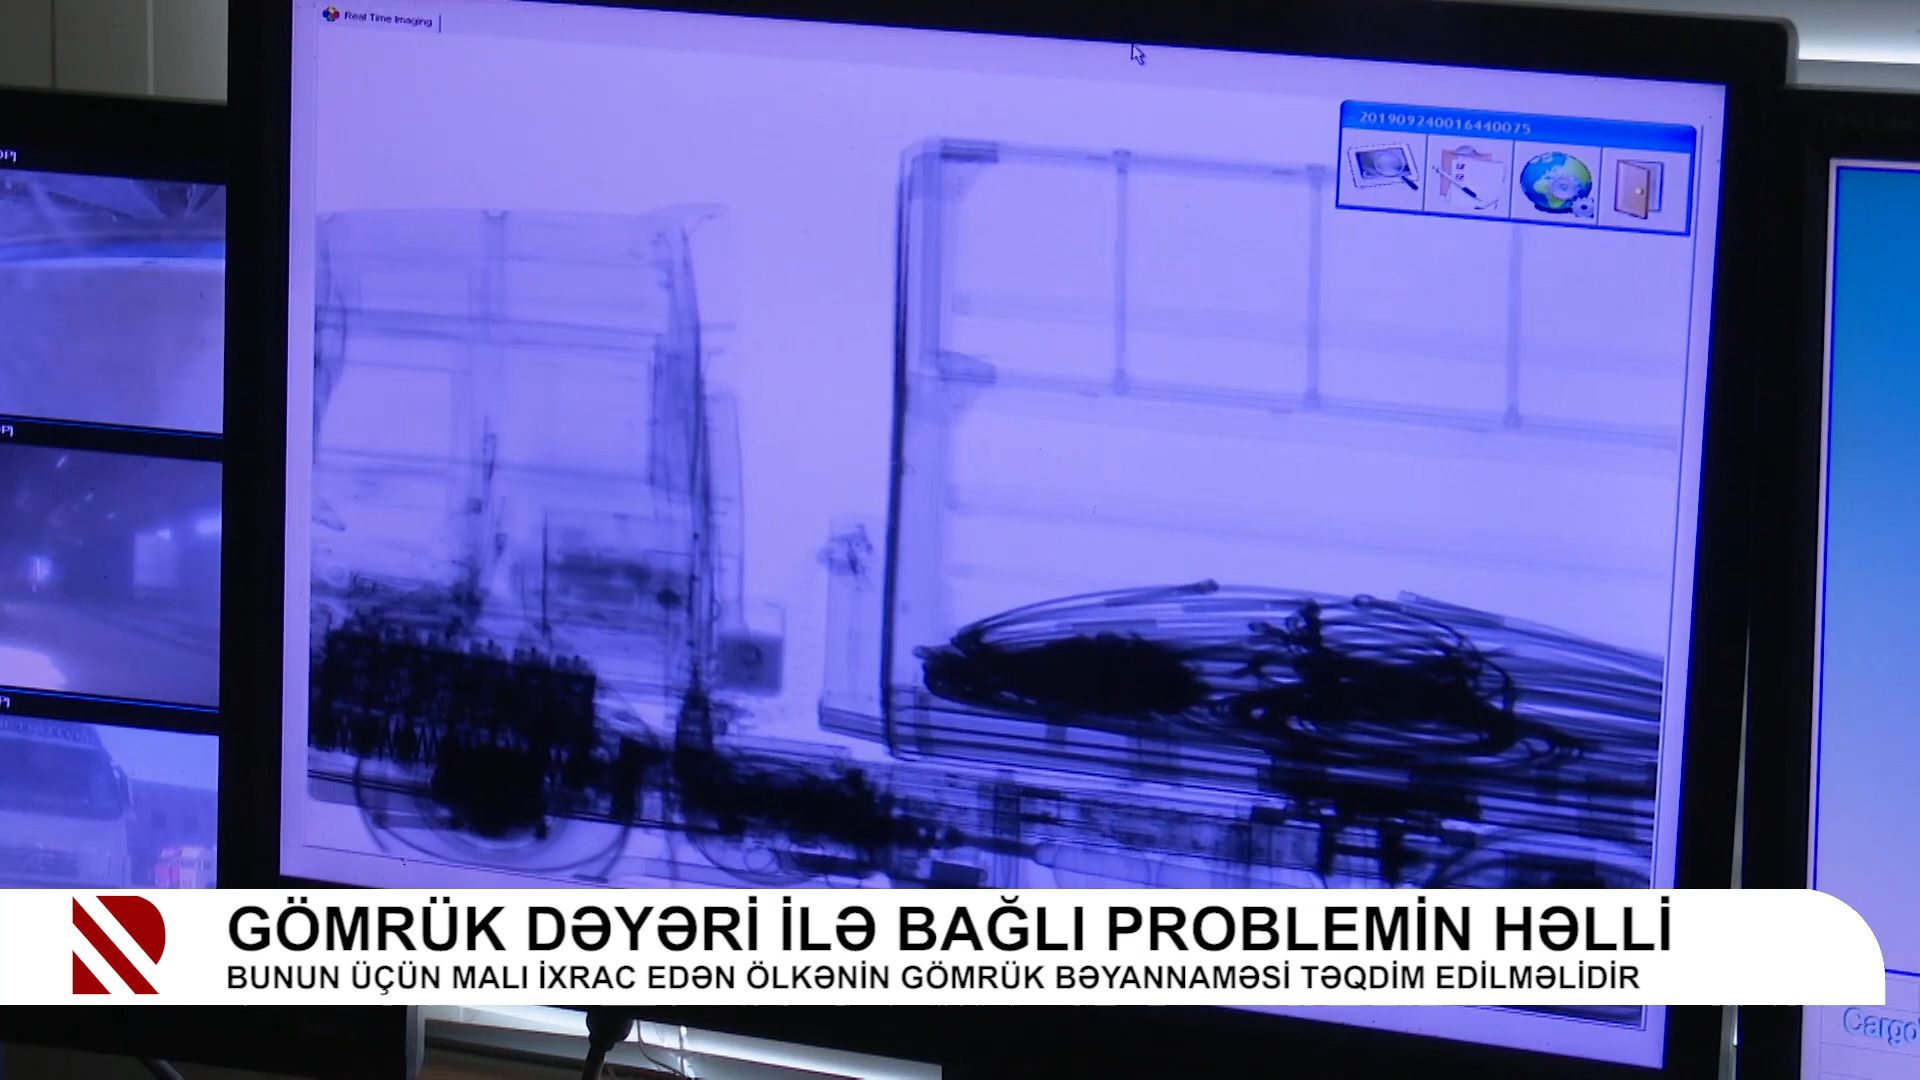 Real Time Imaging
201909240016440075
Cargo
GÖMRÜK DƏYƏRİ İLƏ BAĞLI PROBLEMİN HƏLLİ
BUNUN ÜÇÜN MALI İXRAC EDƏN ÖLKƏNİN GÖMRÜK BƏYANNAMƏSİ TƏQDİM EDİLMƏLİDİR